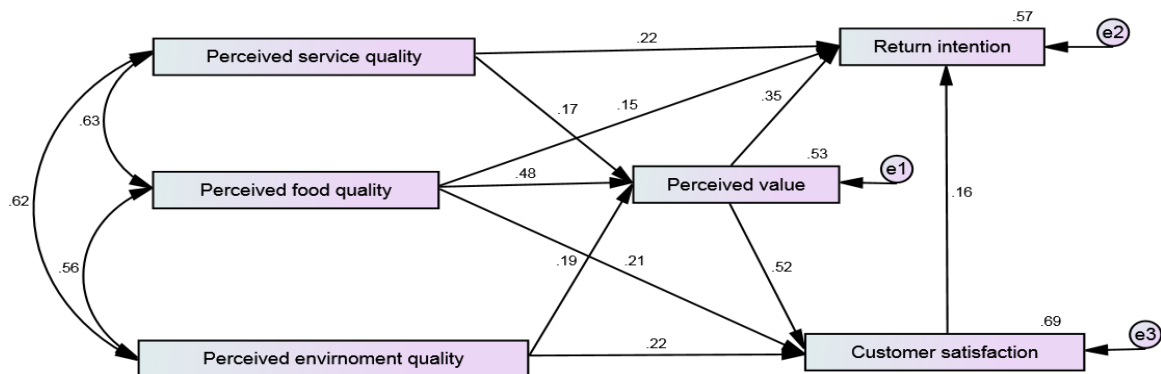 .57
e2
Perceived service quality
.22
Return intention
.63
.17
.15
.35
.53
e1
Perceived food quality
.48
Perceived value
.62
.16
.56
.19
.21
.52
.69
e3
Perceived envirnoment quality
.22
Customer satisfaction